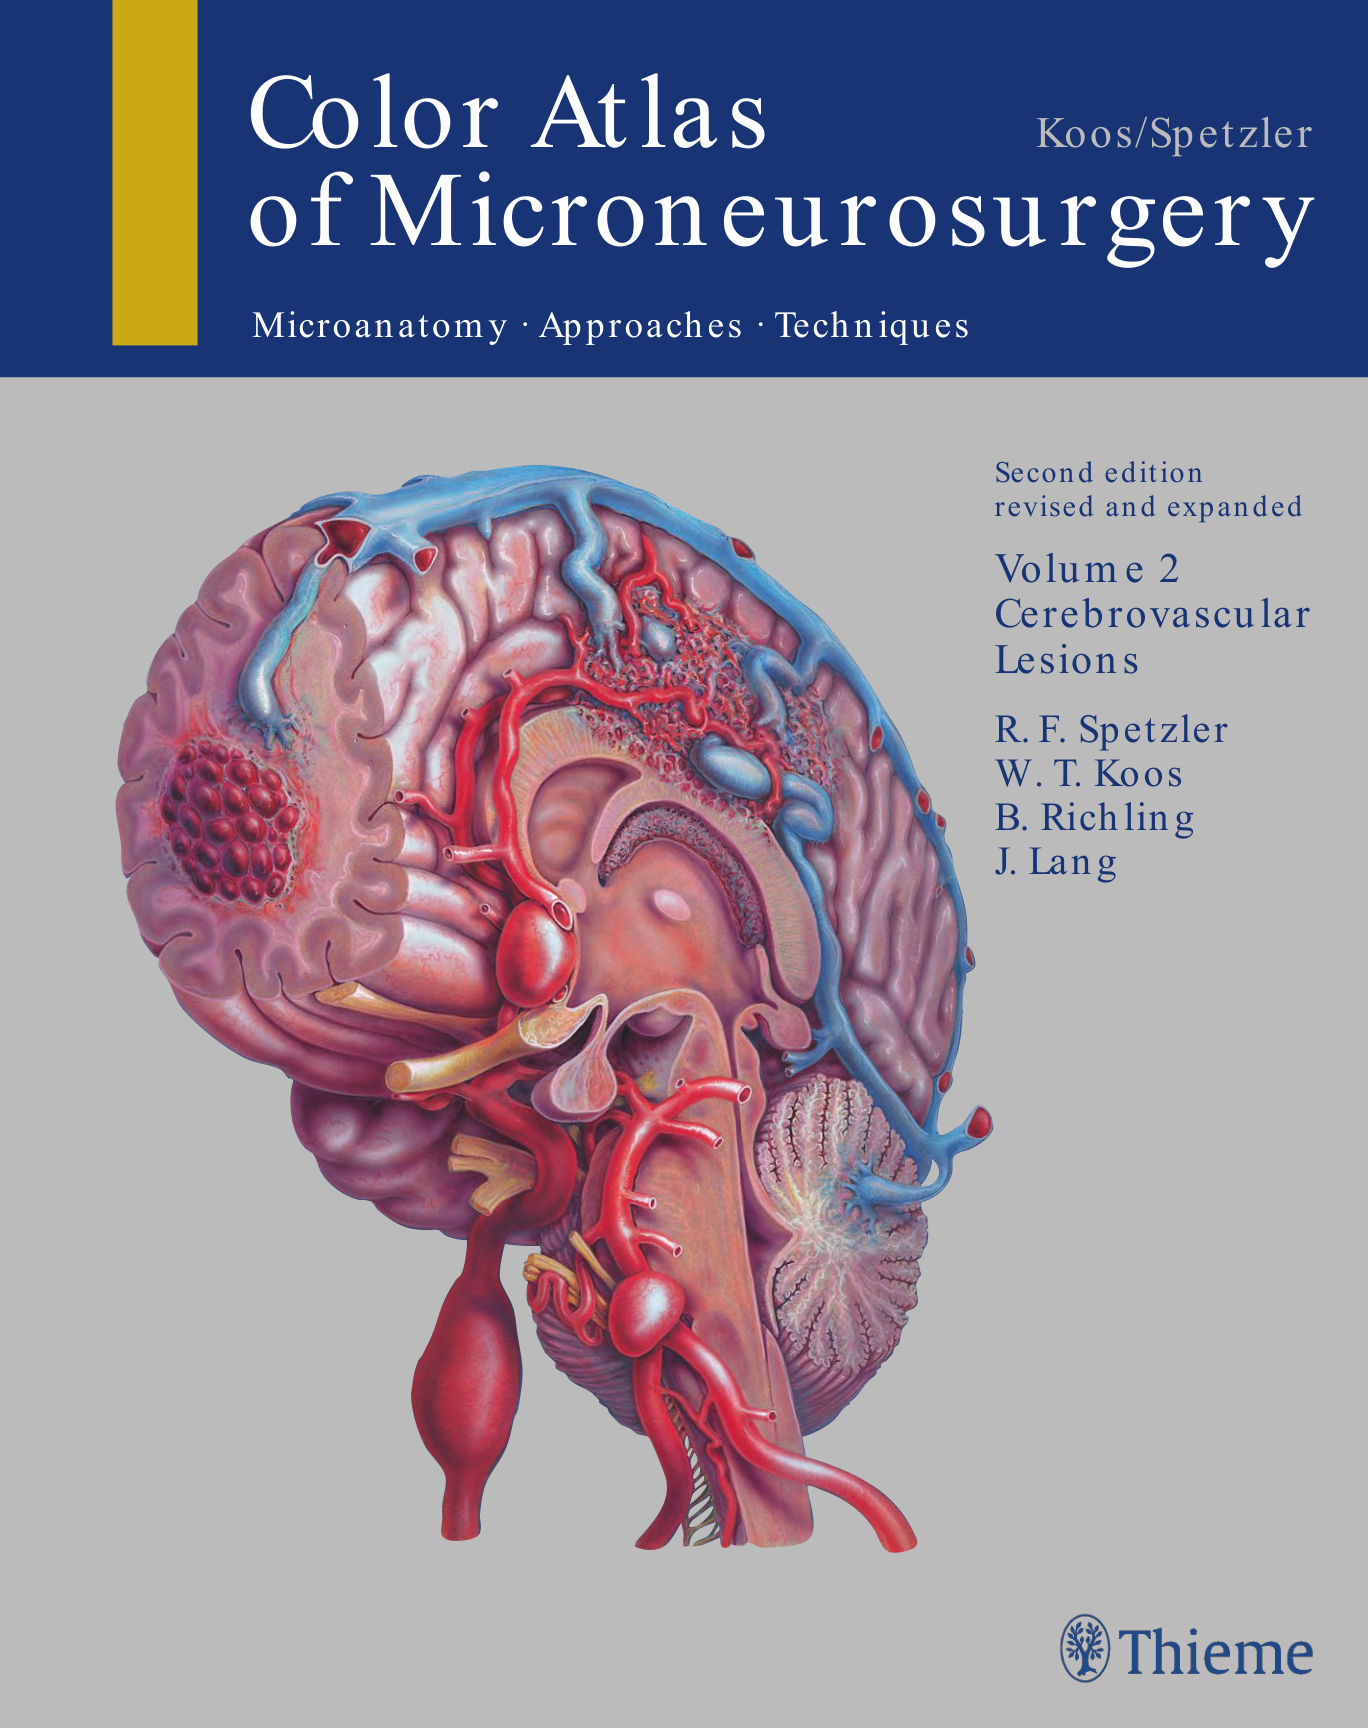 Color Atlas
Koos/Spetzler
of Microneurosurgery
Microanatomy · Approaches · Techniques
Second edition
revised and expanded
Volume 2
Cerebrovascular
Lesions
R. F. Spetzler
W. T. Koos
B. Richling
J. Lang
Thieme